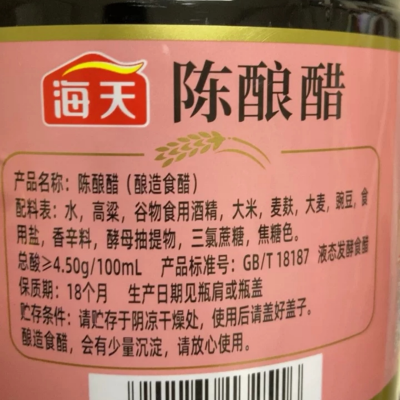 海天 陈酿醋
产品名称：陈酿醋（酿造食醋）
配料表：水，高粱，谷物食用酒精，大米，麦麸，大麦，豌豆，食
用盐，香辛料，酵母抽提物，三氯蔗糖，焦糖色。
总酸≥4.50g/100mL 产品标准号：GB/T 18187 液态发酵食醋
保质期：18个月 生产日期见瓶肩或瓶盖
贮存条件：请贮存于阴凉干燥处，使用后请盖好盖子。
酿造食醋，会有少量沉淀，请放心使用。